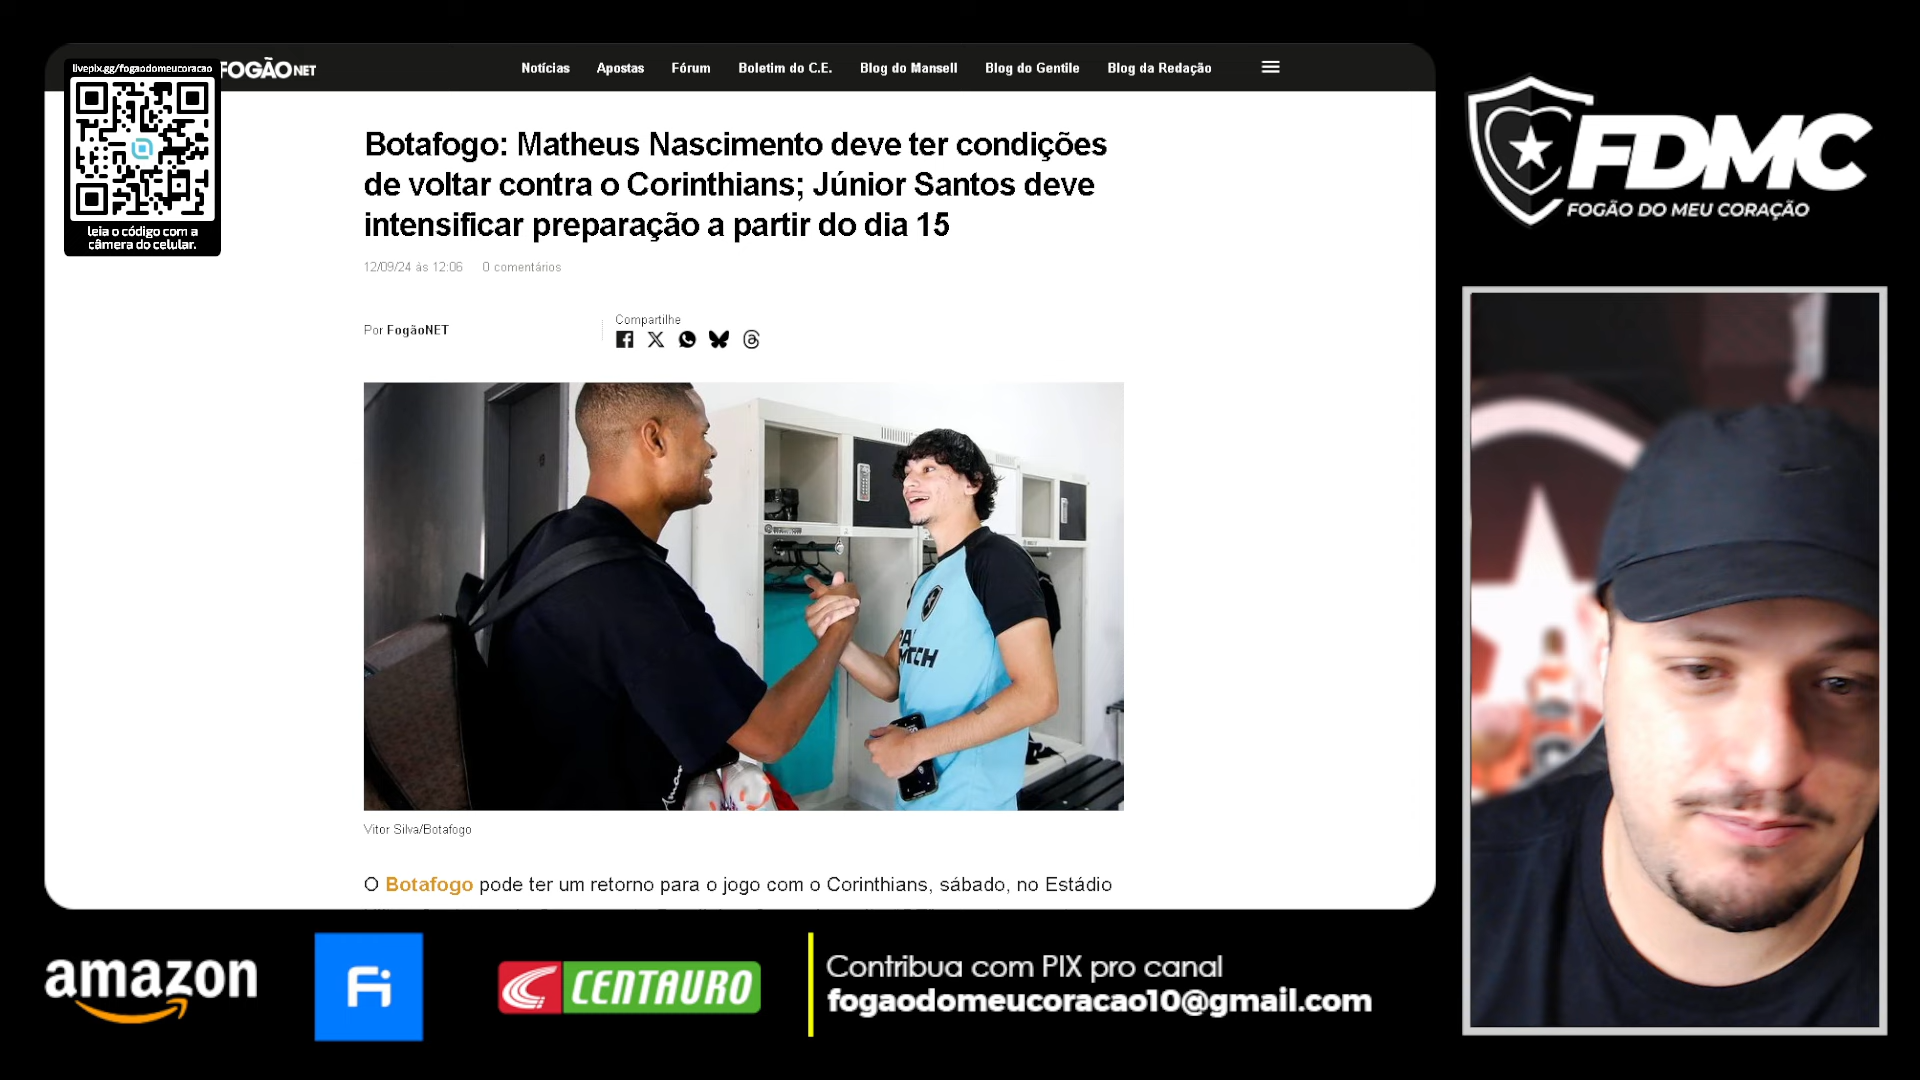 livepix.gg/fogaodomeucoracao
leia o código com a
câmera do celular.
FOGÃONET
Notícias
Apostas
Fórum
Boletim do C.E.
Blog do Mansell
Blog do Gentile
Blog da Redação
Botafogo: Matheus Nascimento deve ter condições
de voltar contra o Corinthians; Júnior Santos deve
intensificar preparação a partir do dia 15
12/09/24 às 12:06
0 comentários
Por FogãoNET
Compartilhe
Vitor Silva/Botafogo
O Botafogo pode ter um retorno para o jogo com o Corinthians, sábado, no Estádio
FDMC
FOGÃO DO MEU CORAÇÃO
amazon
Fi
CENTAURO
Contribua com PIX pro canal
fogaodomeucoracao10@gmail.com